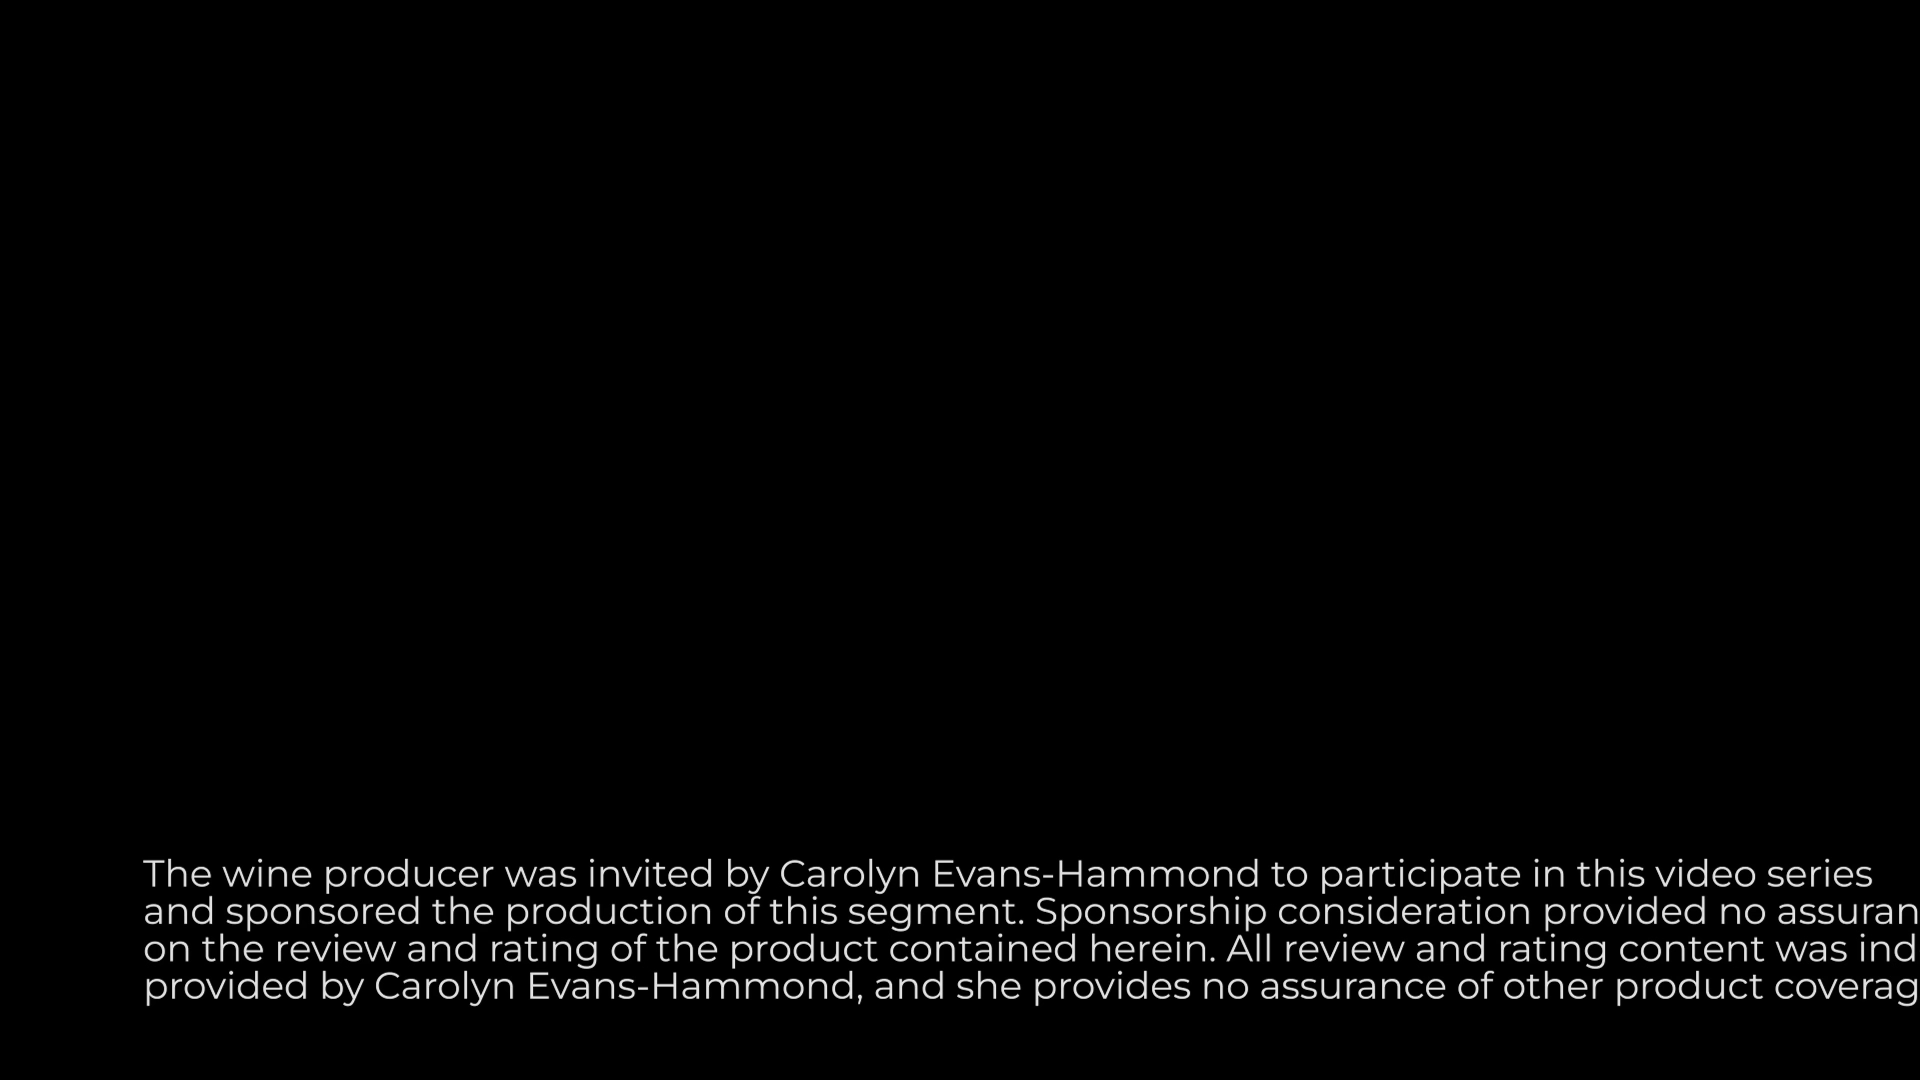 The wine producer was invited by Carolyn Evans-Hammond to participate in this video series
and sponsored the production of this segment. Sponsorship consideration provided no assuran
on the review and rating of the product contained herein. All review and rating content was ind
provided by Carolyn Evans-Hammond, and she provides no assurance of other product coverag